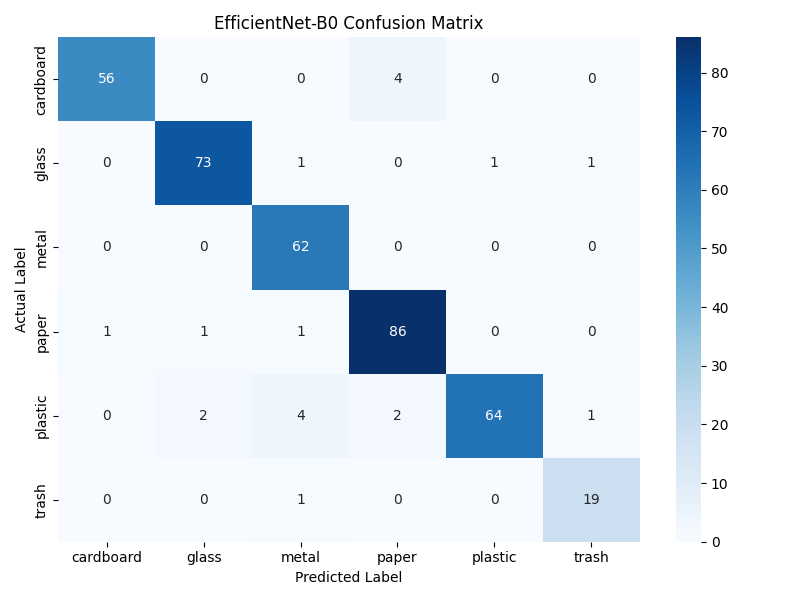 EfficientNet-B0 Confusion Matrix
cardboard 56 0 0 4 0 0
glass 0 73 1 0 1 1
metal 0 0 62 0 0 0
paper 1 1 1 86 0 0
plastic 0 2 4 2 64 1
trash 0 0 1 0 0 19
cardboard glass metal paper plastic trash
Predicted Label
Actual Label
80
70
60
50
40
30
20
10
0